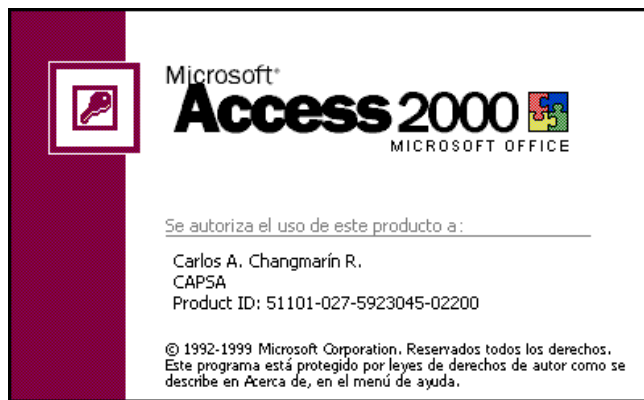 Microsoft®
Access 2000
MICROSOFT OFFICE
Se autoriza el uso de este producto a:
Carlos A. Changmarín R.
CAPSA
Product ID: 51101-027-5923045-02200
© 1992-1999 Microsoft Corporation. Reservados todos los derechos.
Este programa está protegido por leyes de derechos de autor como se
describe en Acerca de, en el menú de ayuda.